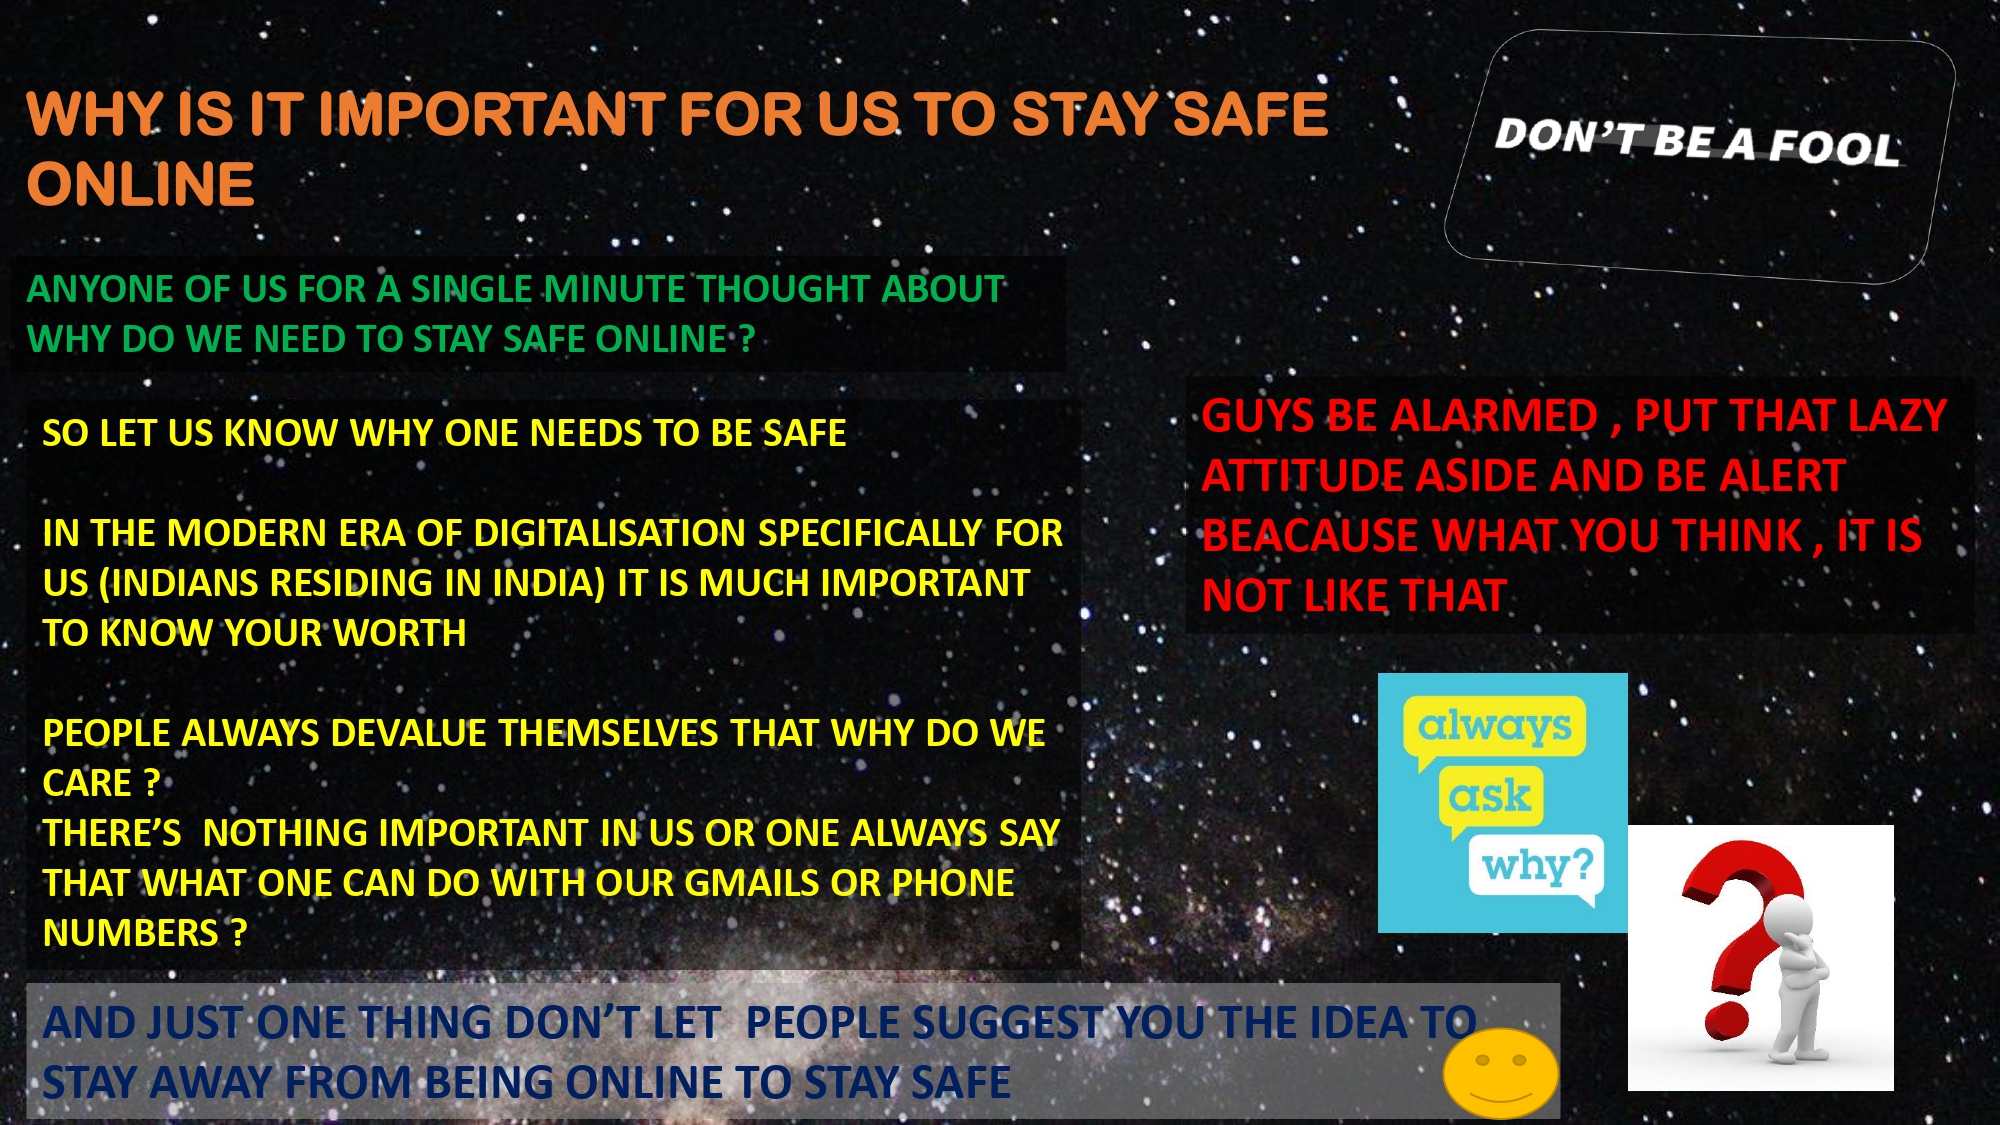 WHY IS IT IMPORTANT FOR US TO STAY SAFE
ONLINE
DON'T BE A FOOL
ANYONE OF US FOR A SINGLE MINUTE THOUGHT ABOUT
WHY DO WE NEED TO STAY SAFE ONLINE ?
SO LET US KNOW WHY ONE NEEDS TO BE SAFE
IN THE MODERN ERA OF DIGITALISATION SPECIFICALLY FOR
US (INDIANS RESIDING IN INDIA) IT IS MUCH IMPORTANT
TO KNOW YOUR WORTH
PEOPLE ALWAYS DEVALUE THEMSELVES THAT WHY DO WE
CARE ?
THERE'S  NOTHING IMPORTANT IN US OR ONE ALWAYS SAY
THAT WHAT ONE CAN DO WITH OUR GMAILS OR PHONE
NUMBERS ?
GUYS BE ALARMED , PUT THAT LAZY
ATTITUDE ASIDE AND BE ALERT
BEACAUSE WHAT YOU THINK , IT IS
NOT LIKE THAT
always
ask
why?
AND JUST ONE THING DON'T LET  PEOPLE SUGGEST YOU THE IDEA TO
STAY AWAY FROM BEING ONLINE TO STAY SAFE